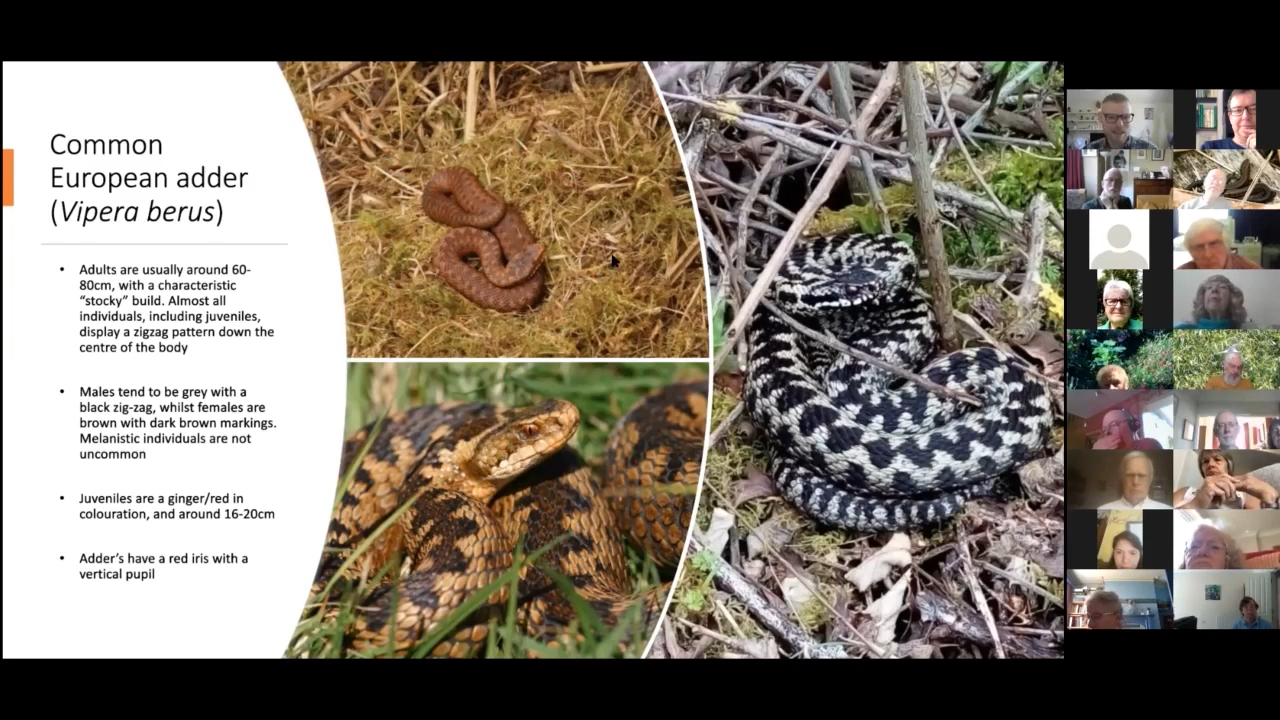 Common
European adder
(Vipera berus)
• Adults are usually around 60-
80cm, with a characteristic
“stocky” build. Almost all
individuals, including juveniles,
display a zigzag pattern down the
centre of the body
• Males tend to be grey with a
black zig-zag, whilst females are
brown with dark brown markings.
Melanistic individuals are not
uncommon
• Juveniles are a ginger/red in
colouration, and around 16-20cm
• Adder’s have a red iris with a
vertical pupil